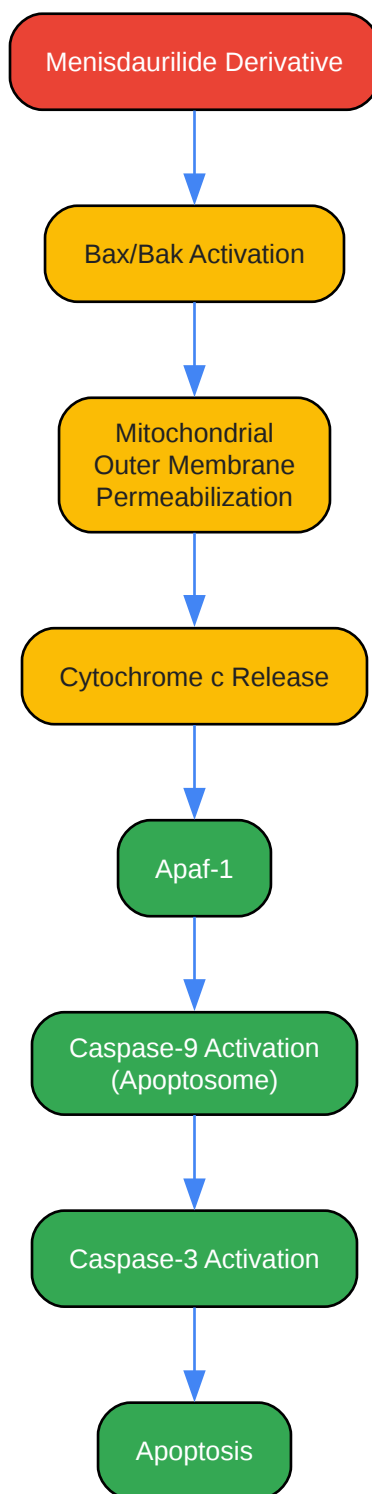 Menisdaurilide Derivative
Bax/Bak Activation
Mitochondrial
Outer Membrane
Permeabilization
Cytochrome c Release
Apaf-1
Caspase-9 Activation
(Apoptosome)
Caspase-3 Activation
Apoptosis